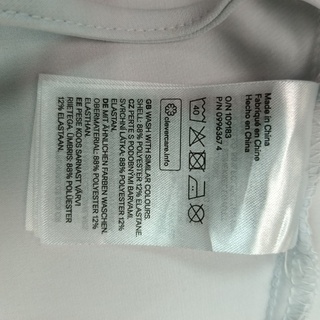 Made in China
Fabriqué en Chine
Hecho en China
O/N 109183
P/N 0996367 4
40
clevercare.info
GB WASH WITH SIMILAR COLOURS.
SHELL: 88% POLYESTER 12% ELASTANE.
CZ PERTE S PODOBNÝMI BARVAMI.
SVRCHNÍ LÁTKA: 88% POLYESTER 12%
ELASTAN.
DE MIT ÄHNLICHEN FARBEN WASCHEN.
OBERMATERIAL: 88% POLYESTER 12%
ELASTHAN.
EE PESE KOOS SARNAST VÄRVI
RIIETEGA. ÜMBRIS: 88% POLÜESTER
12% ELASTAAN.